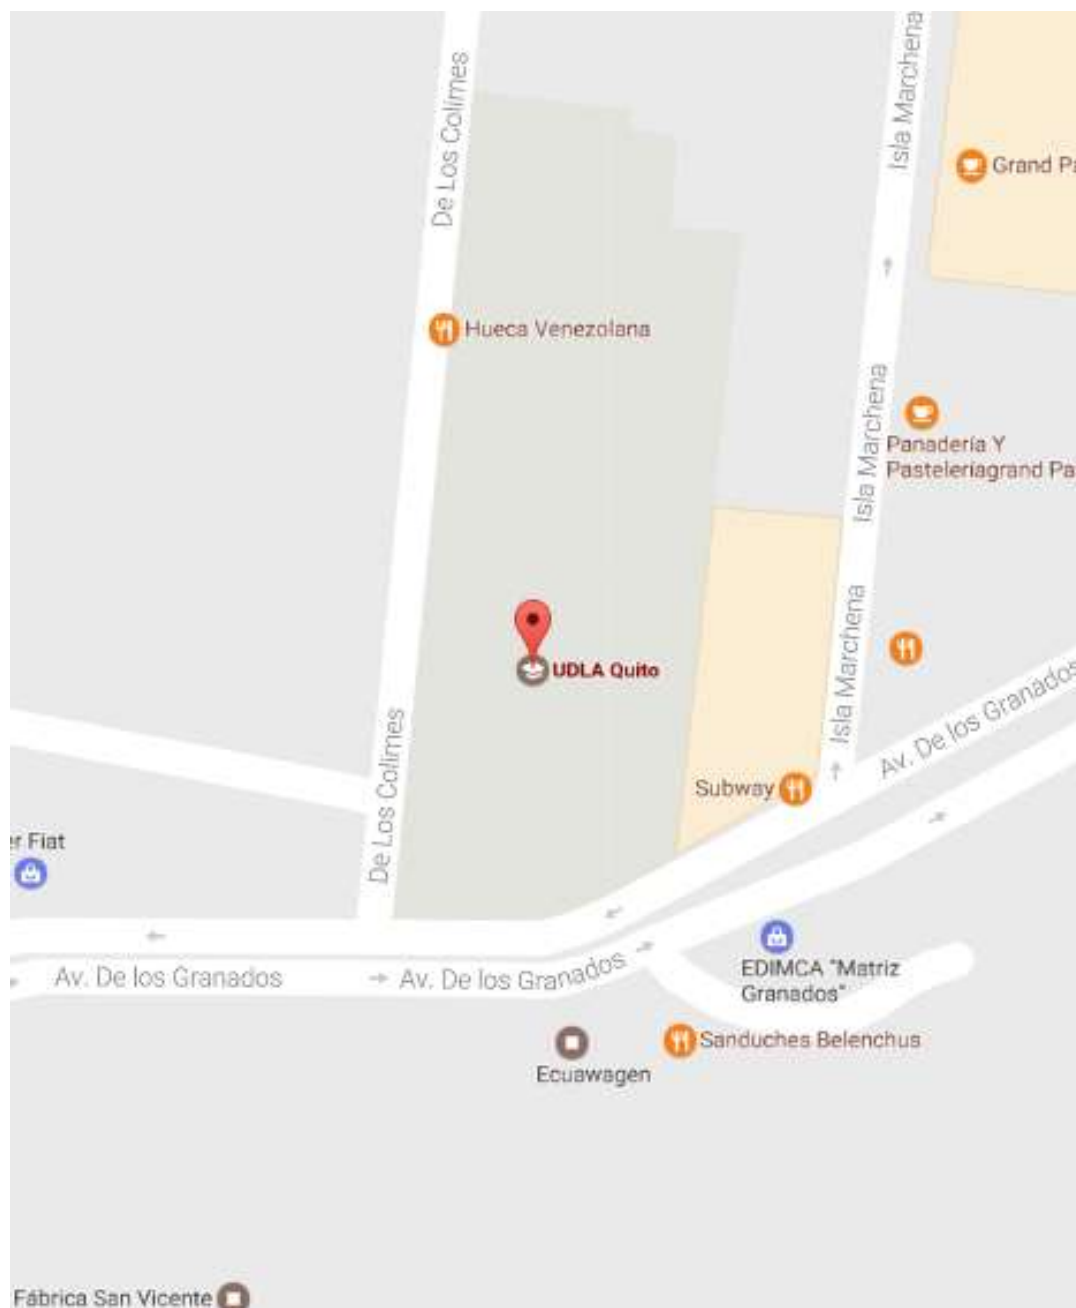 De Los Colimes
Isla Marchena
Grand Pa
Hueca Venezolana
Isla Marchena
Panadería Y
Pasteleriagrand Pa
Isla Marchena
UDLA Quito
Av. De los Granados
De Los Colimes
Subway
er Fiat
Av. De los Granados
Av. De los Granados
EDIMCA "Matriz
Granados"
Sanduches Belenchus
Ecuawagen
Fábrica San Vicente